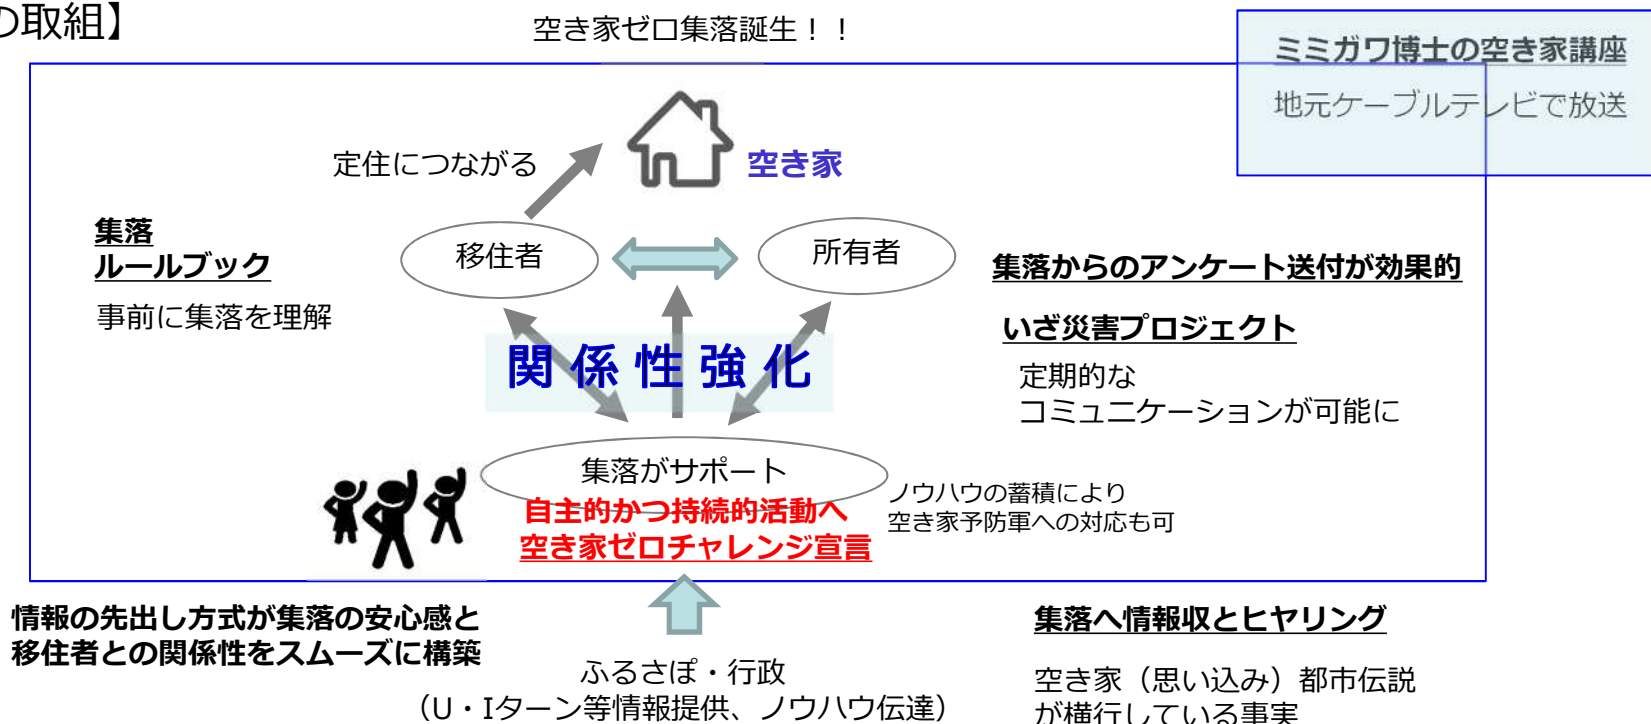 の取組】
空き家ゼロ集落誕生！！
ミミガワ博士の空き家講座
地元ケーブルテレビで放送
定住につながる
空き家
集落
ルールブック
事前に集落を理解
移住者
所有者
集落からのアンケート送付が効果的
いざ災害プロジェクト
定期的な
コミュニケーションが可能に
関係性強化
集落がサポート
自主的かつ持続的活動へ
空き家ゼロチャレンジ宣言
ノウハウの蓄積により
空き家予防軍への対応も可
情報の先出し方式が集落の安心感と
移住者との関係性をスムーズに構築
ふるさぽ・行政
（U・Iターン等情報提供、ノウハウ伝達）
集落へ情報収とヒヤリング
空き家（思い込み）都市伝説
が横行している事実